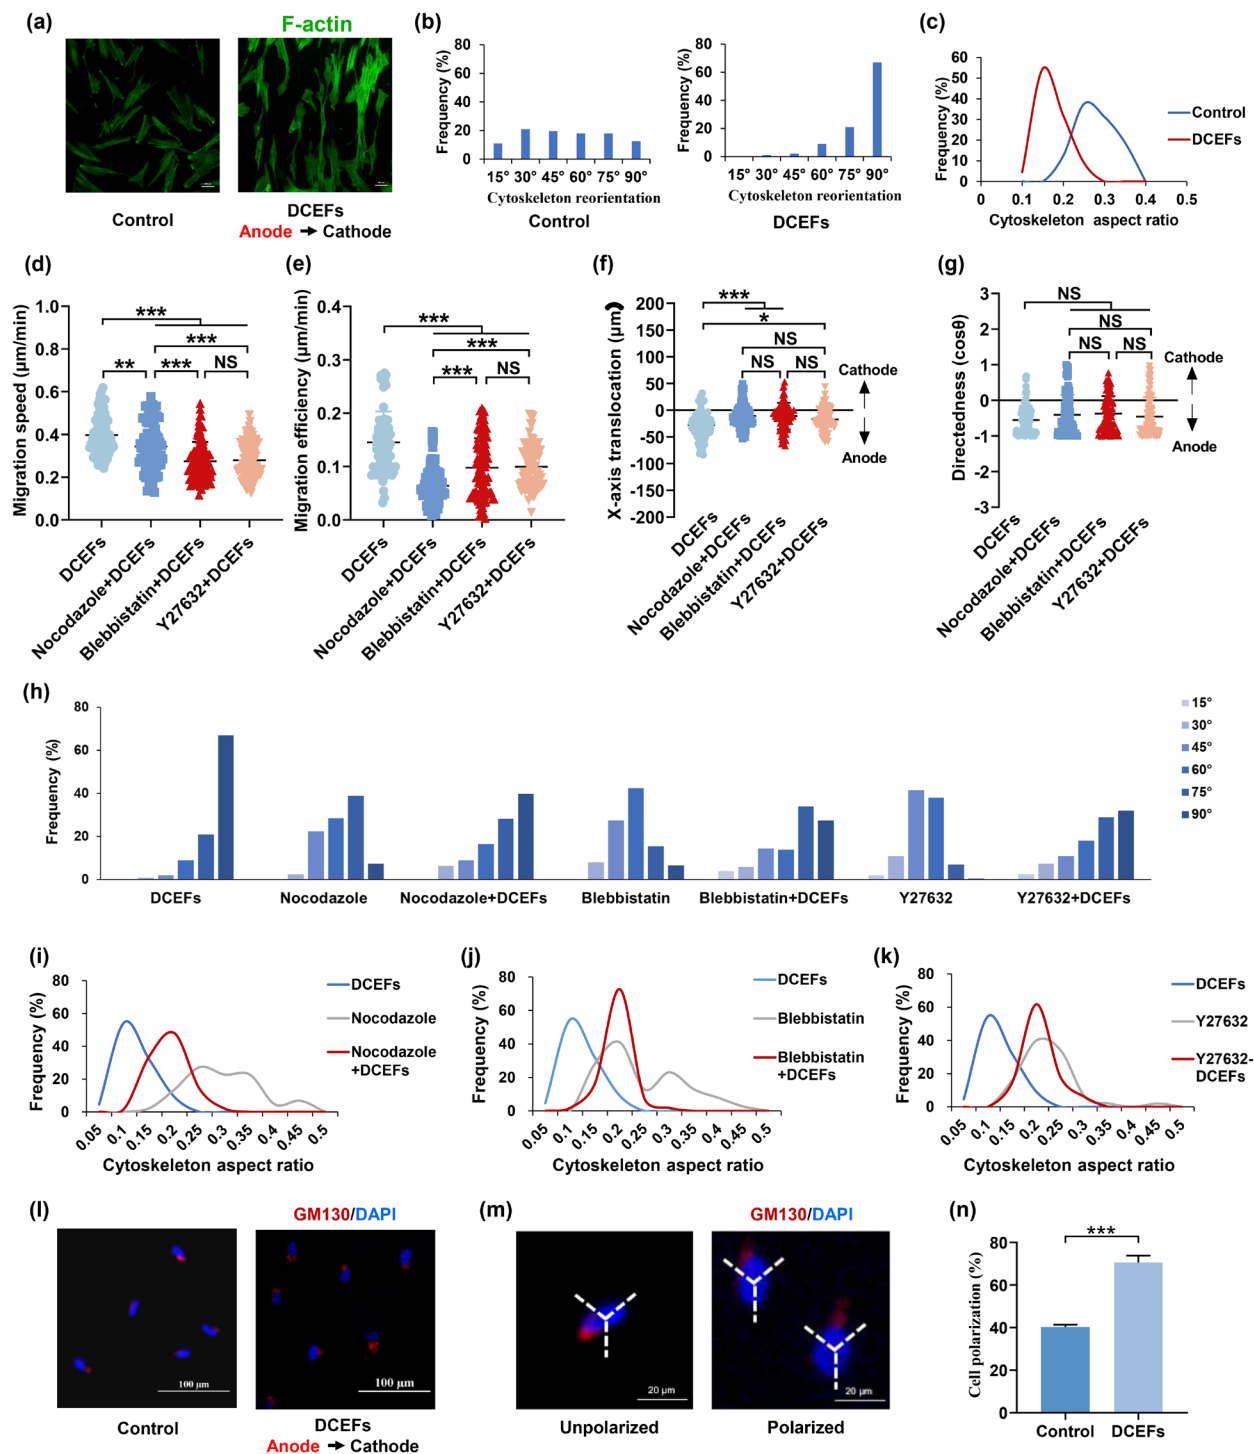 (a)
F-actin
Control
DCEFs
Anode → Cathode
(b)
Frequency (%)
80
60
40
20
0
15° 30° 45° 60° 75° 90°
Cytoskeleton reorientation
Control
Frequency (%)
80
60
40
20
0
15° 30° 45° 60° 75° 90°
Cytoskeleton reorientation
DCEFs
(c)
Frequency (%)
60
50
40
30
20
10
0
0 0.1 0.2 0.3 0.4 0.5
Cytoskeleton aspect ratio
Control
DCEFs
(d)
Migration speed (μm/min)
1.0
0.8
0.6
0.4
0.2
0.0
***
***
** *** NS
DCEFs
Nocodazole+DCEFs
Blebbistatin+DCEFs
Y27632+DCEFs
(e)
Migration efficiency (μm/min)
0.4
0.3
0.2
0.1
0.0
***
***
*** NS
DCEFs
Nocodazole+DCEFs
Blebbistatin+DCEFs
Y27632+DCEFs
(f)
X-axis translocation (μm)
200
150
100
50
0
-50
-100
-150
-200
***
*
NS
NS NS
Cathode
Anode
DCEFs
Nocodazole+DCEFs
Blebbistatin+DCEFs
Y27632+DCEFs
(g)
Directedness (cosθ)
3
2
1
0
-1
-2
-3
NS
NS
NS NS
Cathode
Anode
DCEFs
Nocodazole+DCEFs
Blebbistatin+DCEFs
Y27632+DCEFs
(h)
Frequency (%)
80
60
40
20
0
DCEFs Nocodazole Nocodazole+DCEFs Blebbistatin Blebbistatin+DCEFs Y27632 Y27632+DCEFs
15°
30°
45°
60°
75°
90°
(i)
Frequency (%)
80
60
40
20
0
0.05 0.1 0.15 0.2 0.25 0.3 0.35 0.4 0.45 0.5
Cytoskeleton aspect ratio
DCEFs
Nocodazole
Nocodazole
+DCEFs
(j)
Frequency (%)
80
60
40
20
0
0.05 0.1 0.15 0.2 0.25 0.3 0.35 0.4 0.45 0.5
Cytoskeleton aspect ratio
DCEFs
Blebbistatin
Blebbistatin
+DCEFs
(k)
Frequency (%)
80
60
40
20
0
0.05 0.1 0.15 0.2 0.25 0.3 0.35 0.4 0.45 0.5
Cytoskeleton aspect ratio
DCEFs
Y27632
Y27632-
DCEFs
(l)
GM130/DAPI
100 μm
100 μm
Control
DCEFs
Anode → Cathode
(m)
GM130/DAPI
20 μm
20 μm
Unpolarized
Polarized
(n)
Cell polarization (%)
80
60
40
20
0
***
Control DCEFs